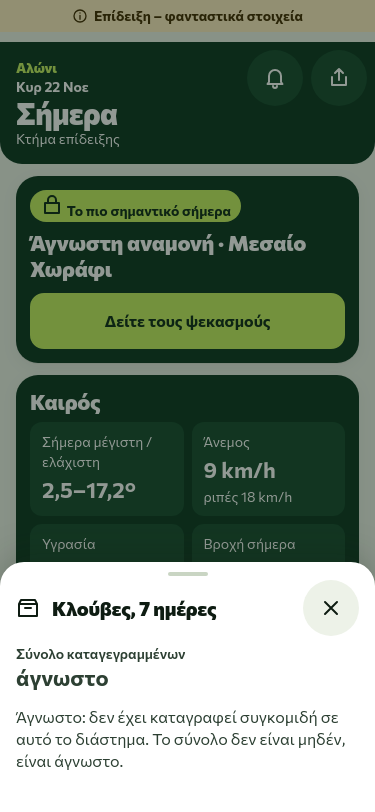 Επίδειξη – φανταστικά στοιχεία
Αλώνι
Κυρ 22 Νοε
Σήμερα
Κτήμα επίδειξης
Το πιο σημαντικό σήμερα
Άγνωστη αναμονή · Μεσαίο
Χωράφι
Δείτε τους ψεκασμούς
Καιρός
Σήμερα μέγιστη /
ελάχιστη
2,5–17,2°
Άνεμος
9 km/h
ριπές 18 km/h
Υγρασία
Βροχή σήμερα
Κλούβες, 7 ημέρες
Σύνολο καταγεγραμμένων
άγνωστο
Άγνωστο: δεν έχει καταγραφεί συγκομιδή σε
αυτό το διάστημα. Το σύνολο δεν είναι μηδέν,
είναι άγνωστο.